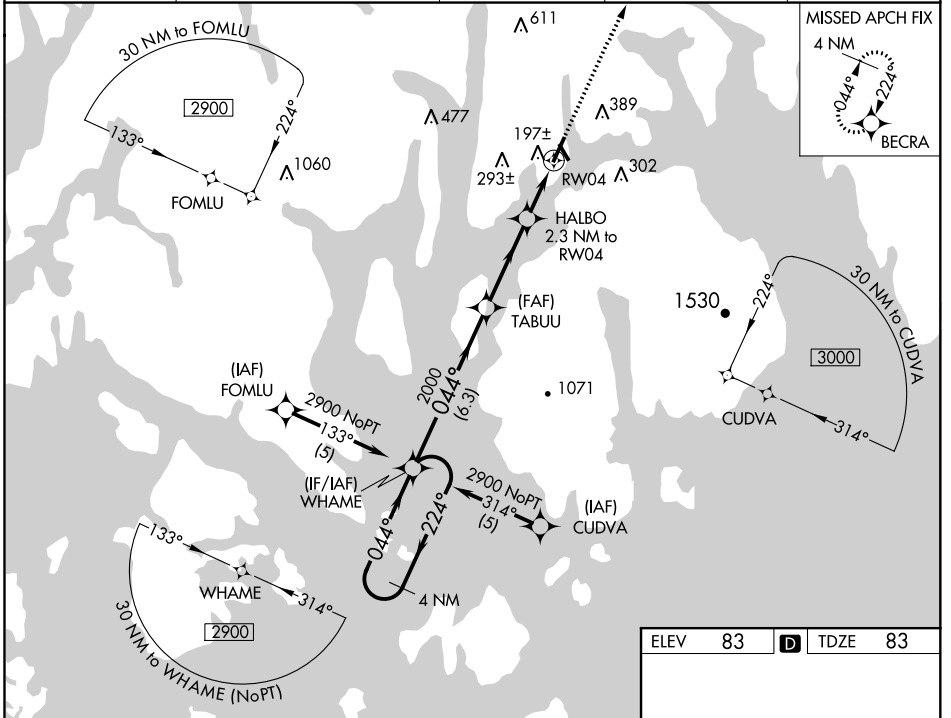 611
MISSED APCH FIX
4 NM
044°
224°
BECRA
30 NM to FOMLU
2900
224°
133°
FOMLU
1060
477
389
197±
293±
RW04
302
HALBO
2.3 NM to
RW04
(FAF)
TABUU
1530
224°
30 NM to CUDVA
3000
CUDVA
314°
(IAF)
FOMLU
2900 NoPT
133°
(5)
2000
044°
(6.3)
1071
(IF/IAF)
WHAME
2900 NoPT
314°
(5)
(IAF)
CUDVA
044°
224°
4 NM
133°
WHAME
314°
2900
30 NM to WHAME (NoPT)
ELEV 83 D TDZE 83